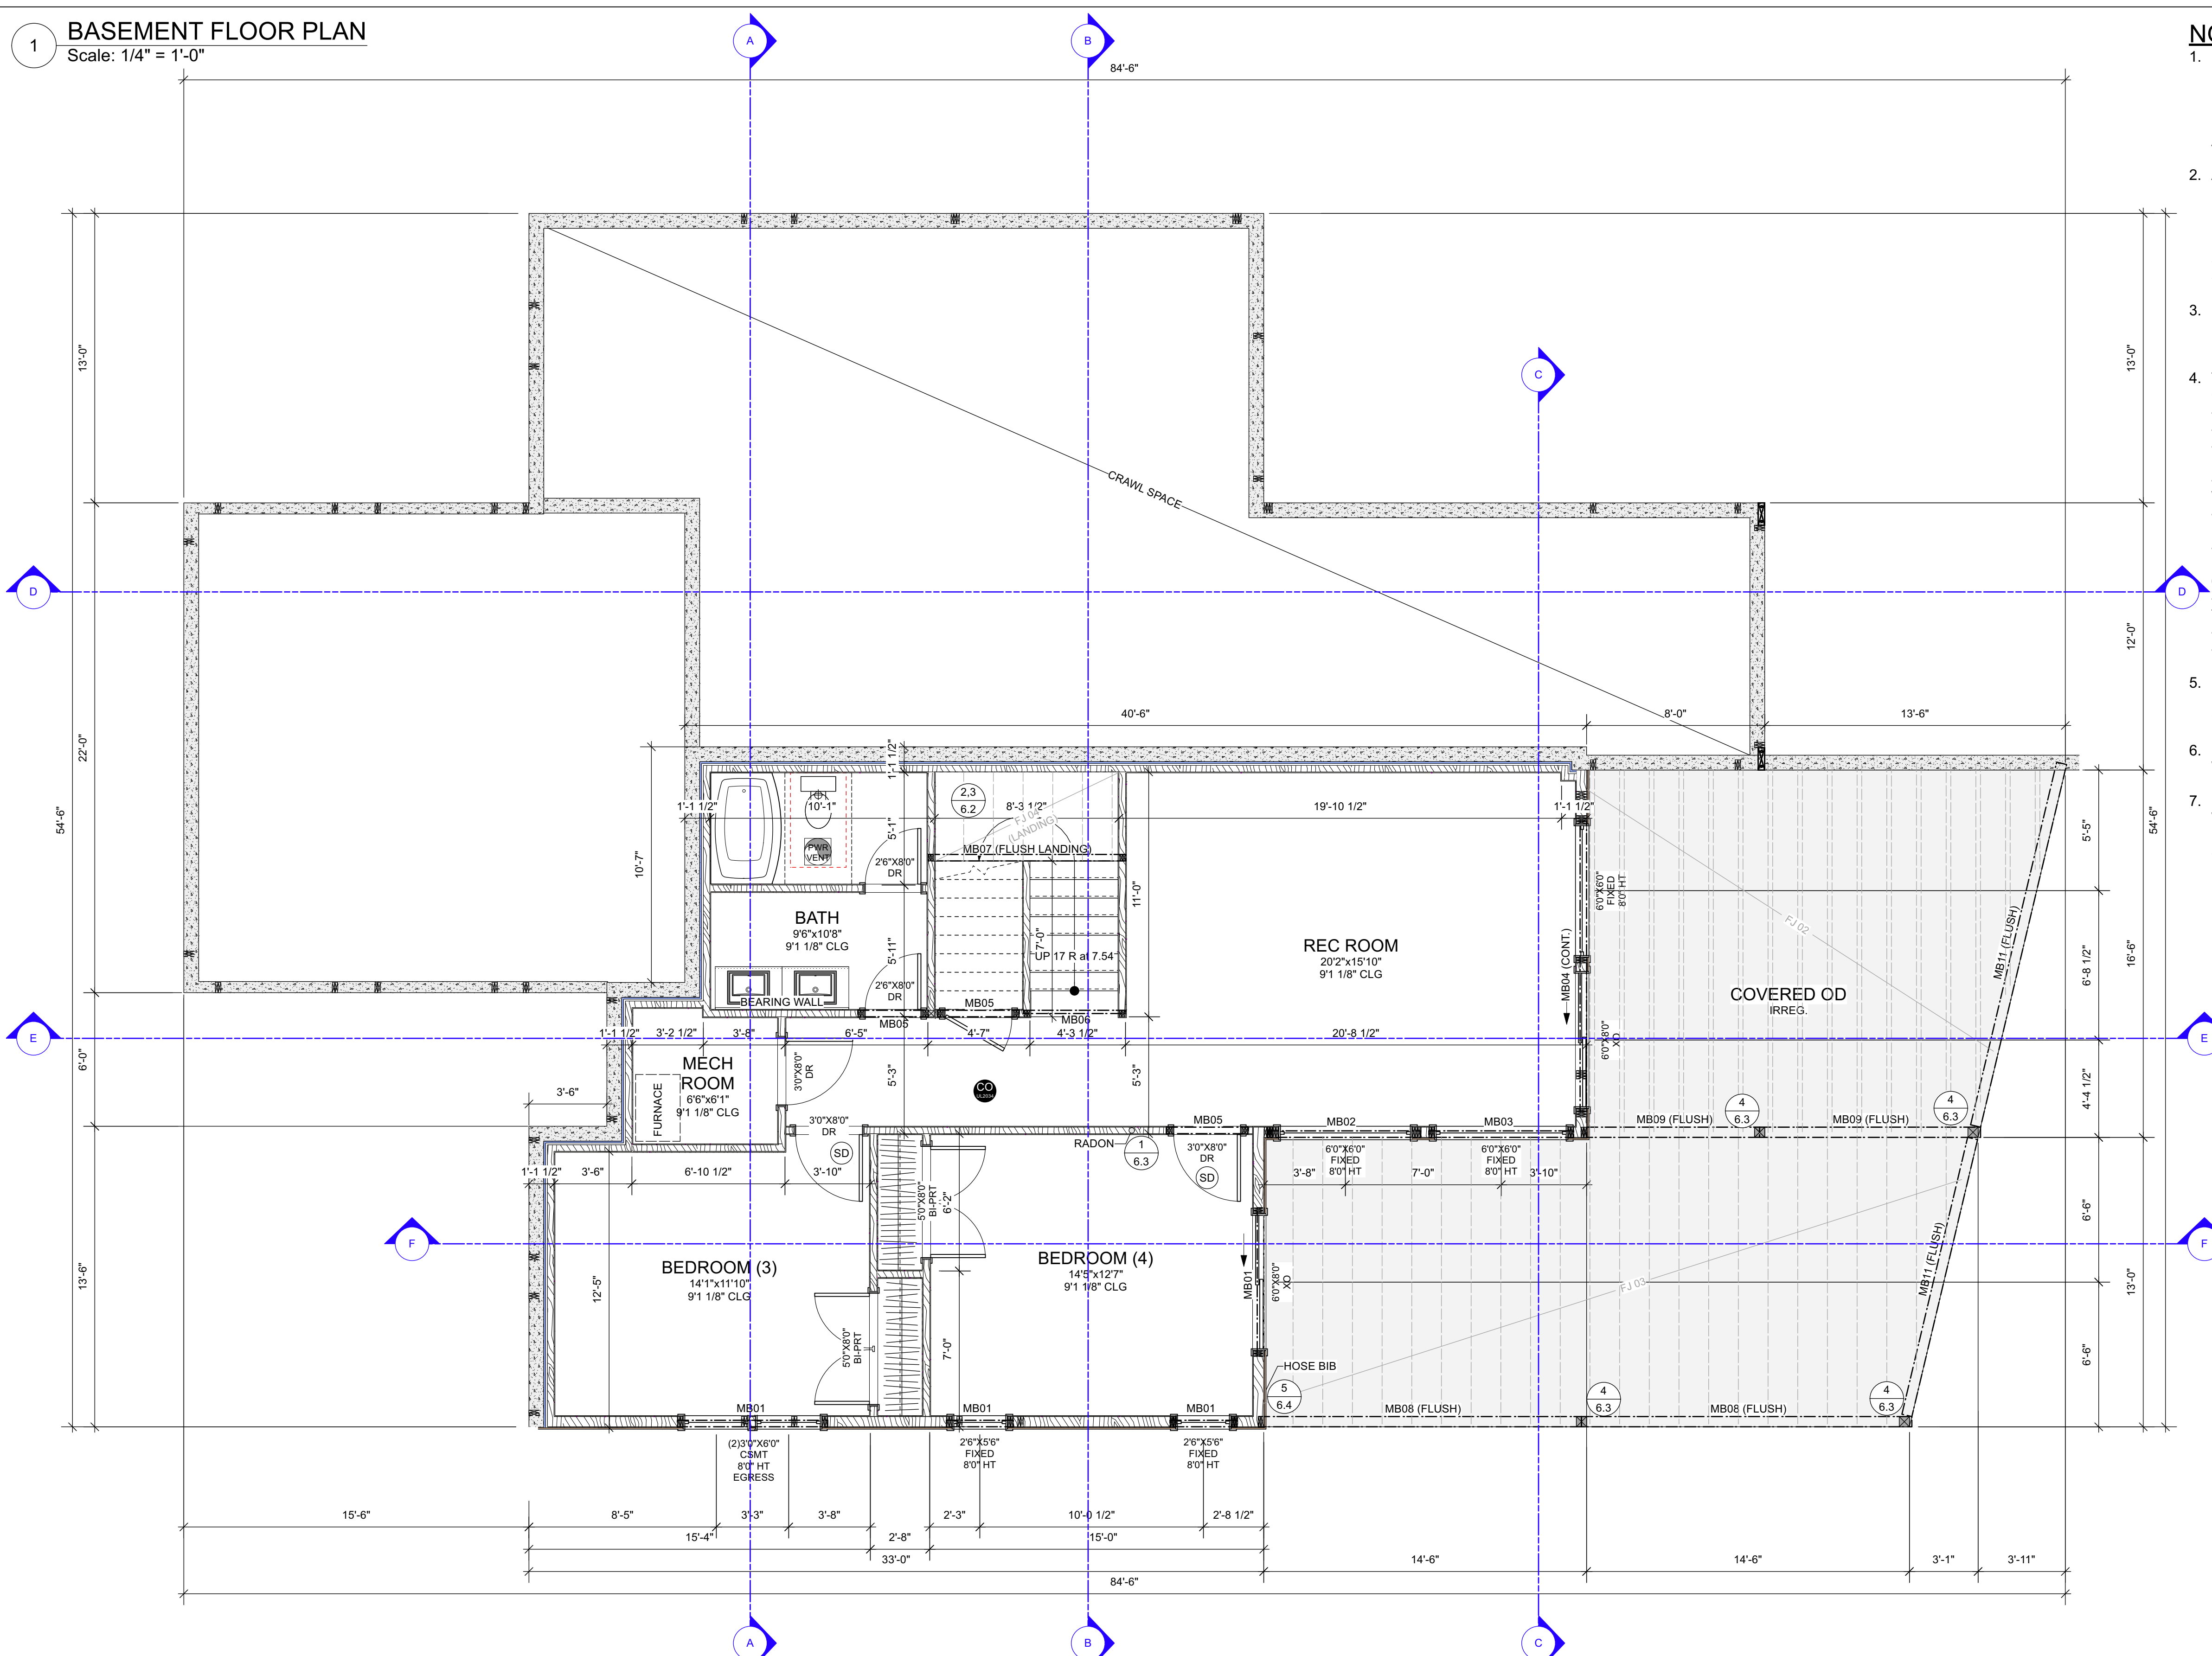 1
BASEMENT FLOOR PLAN
Scale: 1/4" = 1'-0"
A
B
84'-6"
1.
2.
3.
4.
5.
6.
7.
C
13'-0"
13'-0"
CRAWL SPACE
D
D
12'-0"
40'-6"
8'-0"
13'-6"
22'-0"
54'-6"
54'-6"
10'-7"
1'-1 1/2"
1'-1 1/2"
10'-1"
2,3
6.2
8'-3 1/2"
19'-10 1/2"
1'-1 1/2"
FJ 04
(LANDING)
5'-1"
PWR
VENT
MB07 (FLUSH LANDING)
2'6"X8'0"
DR
5'-5"
6'0"X6'0"
FIXED
8'0" HT
11'-0"
BATH
9'6"x10'8"
9'1 1/8" CLG
5'-11"
7'-0"
UP 17 R at 7.54
REC ROOM
20'2"x15'10"
9'1 1/8" CLG
FJ 02
MB11 (FLUSH)
16'-6"
6'-8 1/2"
MB04 (CONT.)
COVERED OD
IRREG.
2'6"X8'0"
DR
BEARING WALL
MB05
MB05
MB06
E
E
6'-0"
1'-1 1/2"
3'-2 1/2"
3'-8"
6'-5"
4'-7"
4'-3 1/2"
20'-8 1/2"
6'0"X8'0"
XO
MECH
ROOM
6'6"x6'1"
9'1 1/8" CLG
FURNACE
3'0"X8'0"
DR
5'-3"
5'-3"
CO
UL2034
4'-4 1/2"
3'-6"
3'0"X8'0"
DR
SD
MB05
RADON
1
6.3
3'0"X8'0"
DR
SD
MB02
MB03
MB09 (FLUSH)
4
6.3
MB09 (FLUSH)
4
6.3
6'0"X6'0"
FIXED
8'0" HT
6'0"X6'0"
FIXED
8'0" HT
1'-1 1/2"
3'-6"
6'-10 1/2"
3'-10"
3'-8"
7'-0"
3'-10"
5'0"X8'0"
BI-PRT
6'-2"
6'-6"
F
F
13'-6"
BEDROOM (3)
14'1"x11'10"
9'1 1/8" CLG
12'-5"
BEDROOM (4)
14'5"x12'7"
9'1 1/8" CLG
MB01
6'0"X8'0"
XO
FJ 03
MB11 (FLUSH)
13'-0"
5'0"X8'0"
BI-PRT
7'-0"
6'-6"
HOSE BIB
5
6.4
4
6.3
4
6.3
MB01
MB01
MB01
MB08 (FLUSH)
MB08 (FLUSH)
(2)3'0"X6'0"
CSMT
8'0" HT
EGRESS
2'6"X5'6"
FIXED
8'0" HT
2'6"X5'6"
FIXED
8'0" HT
15'-6"
8'-5"
3'-3"
3'-8"
2'-3"
10'-0 1/2"
2'-8 1/2"
15'-4"
2'-8"
15'-0"
33'-0"
14'-6"
14'-6"
3'-1"
3'-11"
84'-6"
A
B
C